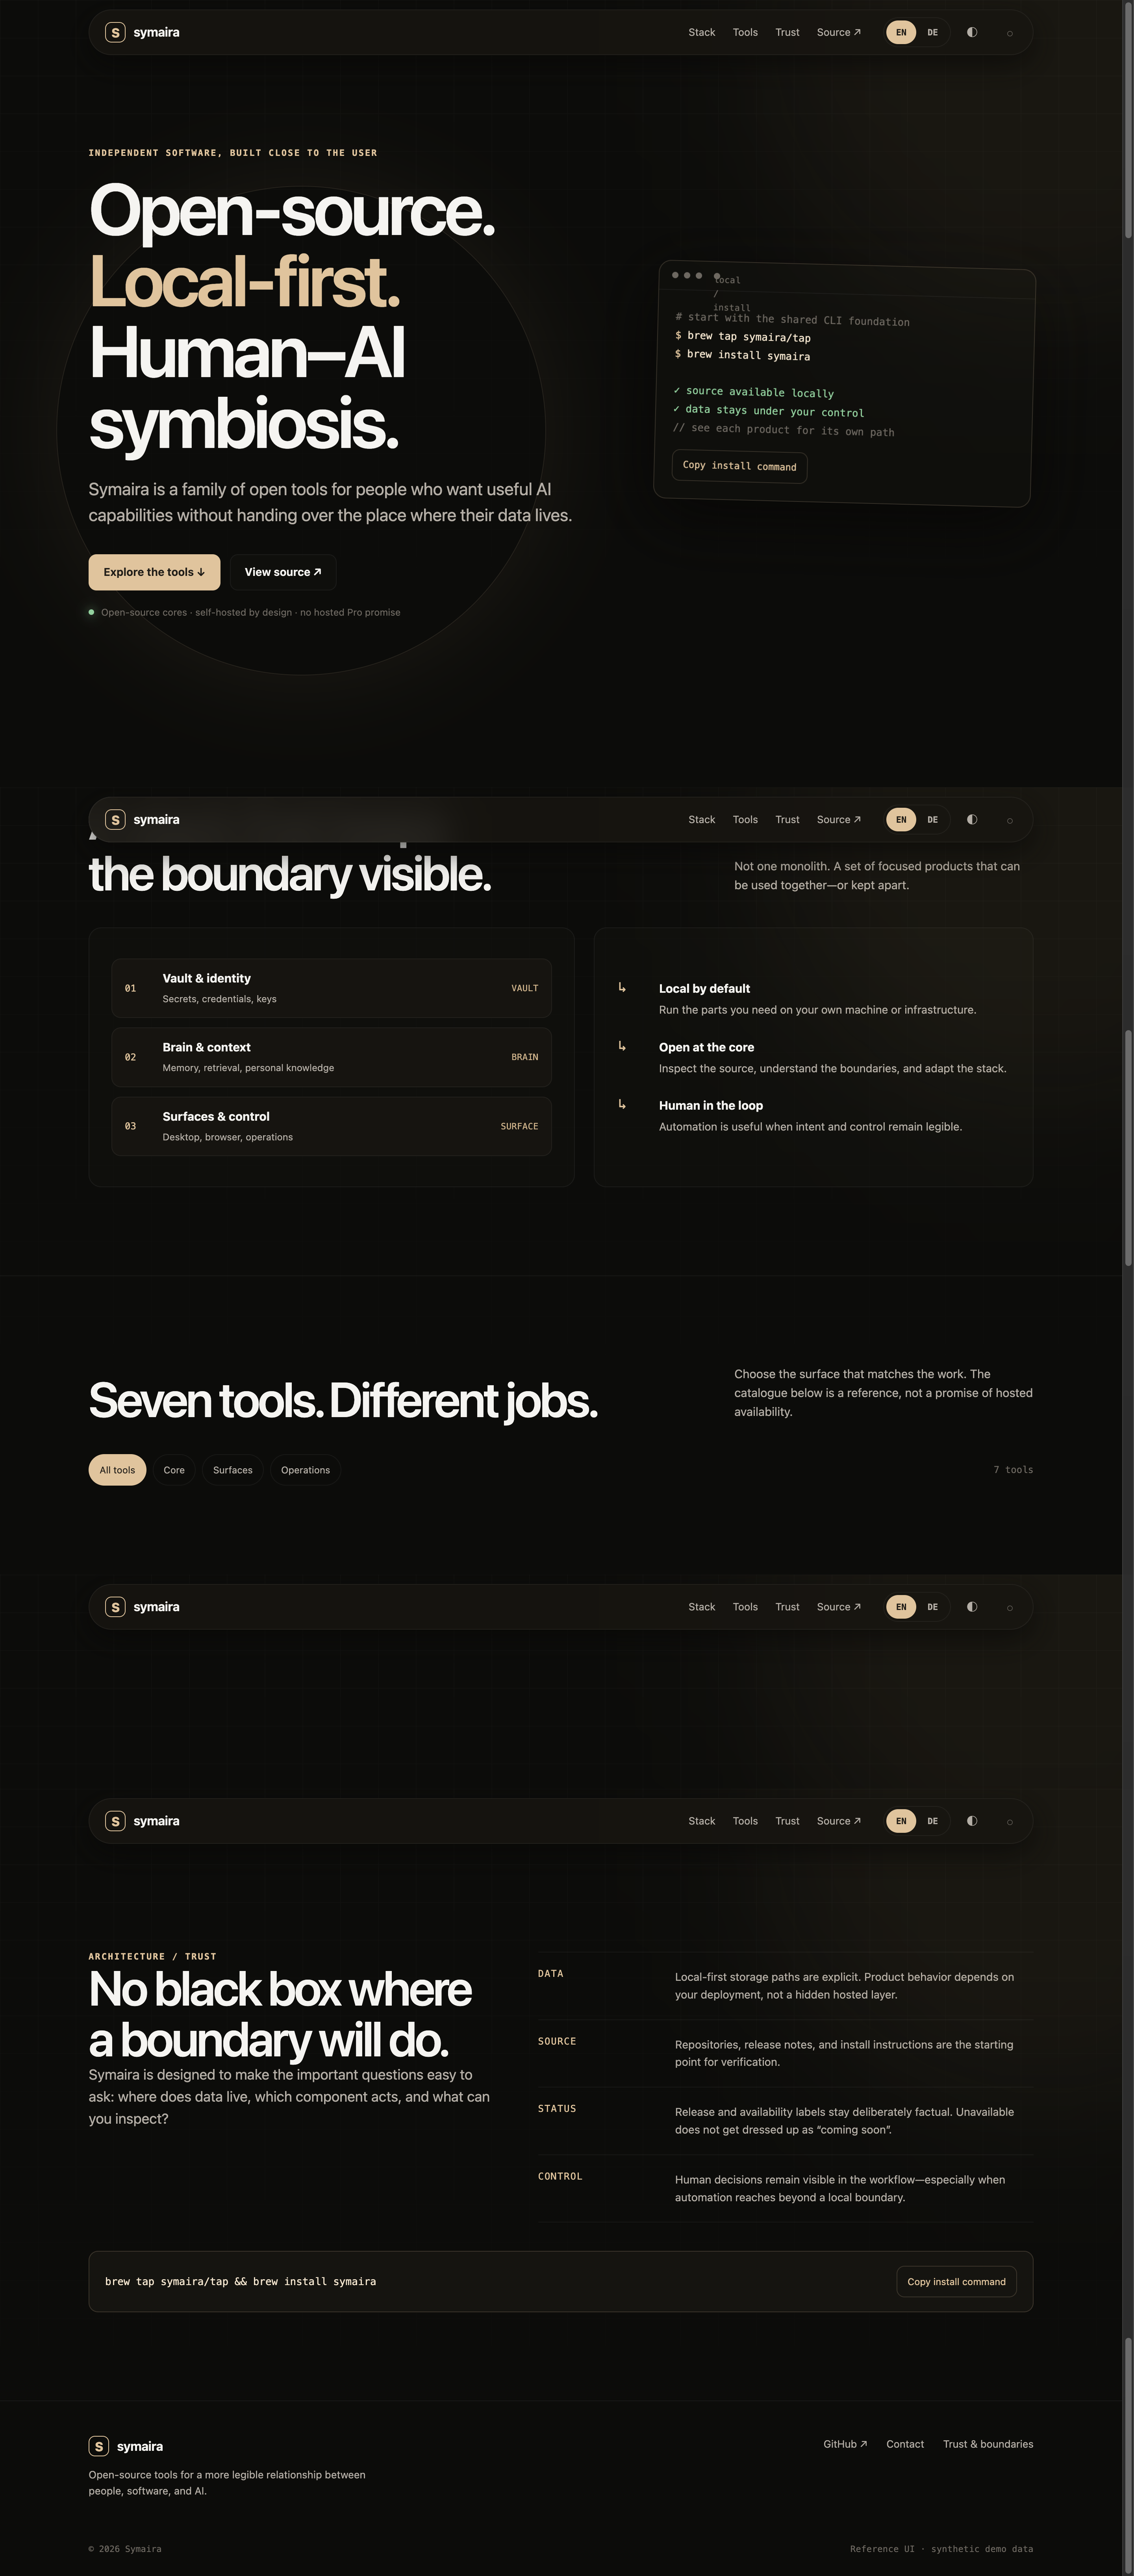 S symaira
Stack Tools Trust Source ↗ EN DE
INDEPENDENT SOFTWARE, BUILT CLOSE TO THE USER
Open-source.
Local-first.
Human—AI
symbiosis.
Symaira is a family of open tools for people who want useful AI
capabilities without handing over the place where their data lives.
Explore the tools ↓ View source ↗
Open-source cores · self-hosted by design · no hosted Pro promise
local
/
install
# start with the shared CLI foundation
$ brew tap symaira/tap
$ brew install symaira
✓ source available locally
✓ data stays under your control
// see each product for its own path
Copy install command
S symaira
Stack Tools Trust Source ↗ EN DE
the boundary visible.
Not one monolith. A set of focused products that can
be used together—or kept apart.
01 Vault & identity VAULT
Secrets, credentials, keys
02 Brain & context BRAIN
Memory, retrieval, personal knowledge
03 Surfaces & control SURFACE
Desktop, browser, operations
↳ Local by default
Run the parts you need on your own machine or infrastructure.
↳ Open at the core
Inspect the source, understand the boundaries, and adapt the stack.
↳ Human in the loop
Automation is useful when intent and control remain legible.
Seven tools. Different jobs.
Choose the surface that matches the work. The
catalogue below is a reference, not a promise of hosted
availability.
All tools Core Surfaces Operations 7 tools
S symaira
Stack Tools Trust Source ↗ EN DE
S symaira
Stack Tools Trust Source ↗ EN DE
ARCHITECTURE / TRUST
No black box where
a boundary will do.
Symaira is designed to make the important questions easy to
ask: where does data live, which component acts, and what can
you inspect?
DATA
Local-first storage paths are explicit. Product behavior depends on
your deployment, not a hidden hosted layer.
SOURCE
Repositories, release notes, and install instructions are the starting
point for verification.
STATUS
Release and availability labels stay deliberately factual. Unavailable
does not get dressed up as “coming soon”.
CONTROL
Human decisions remain visible in the workflow—especially when
automation reaches beyond a local boundary.
brew tap symaira/tap && brew install symaira
Copy install command
S symaira
GitHub ↗ Contact Trust & boundaries
Open-source tools for a more legible relationship between
people, software, and AI.
© 2026 Symaira
Reference UI · synthetic demo data